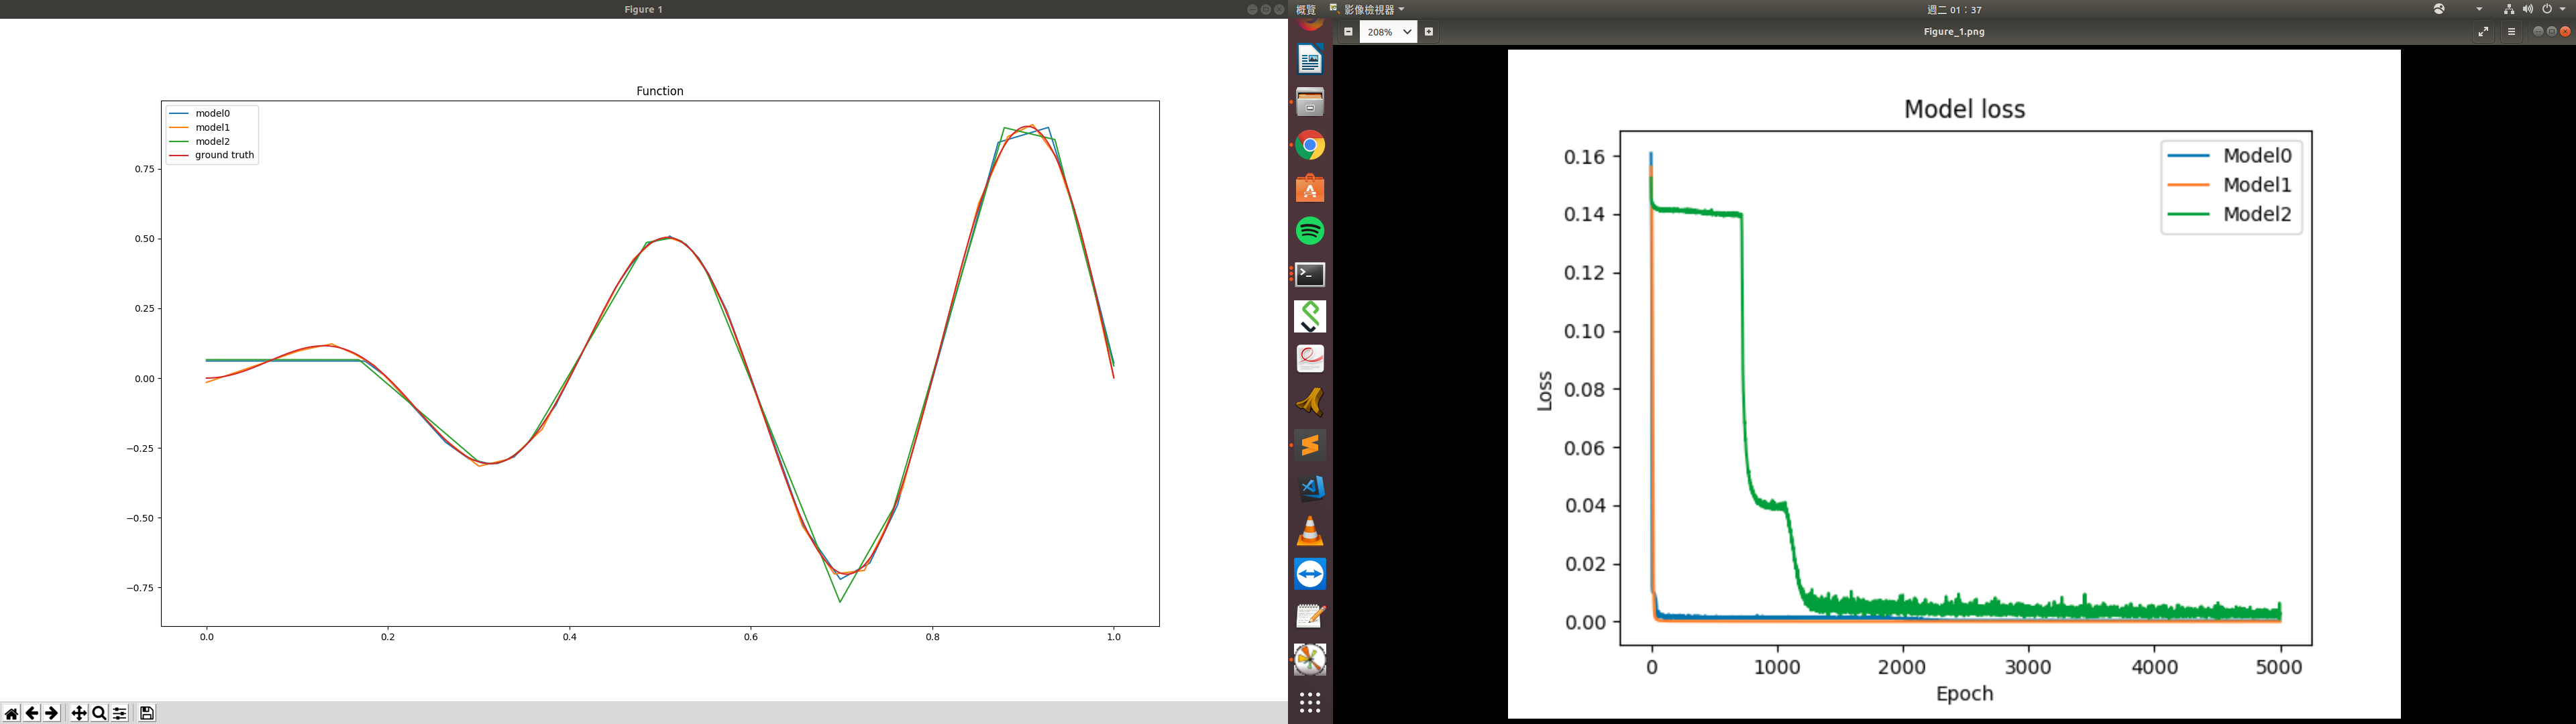 Figure 1
Function
model0
model1
model2
ground truth
0.75
0.50
0.25
0.00
−0.25
−0.50
−0.75
0.0 0.2 0.4 0.6 0.8 1.0
概覽 影像檢視器 週二 01：37
208% Figure_1.png
Model loss
Model0
Model1
Model2
0.16
0.14
0.12
0.10
0.08
0.06
0.04
0.02
0.00
Loss
0 1000 2000 3000 4000 5000
Epoch